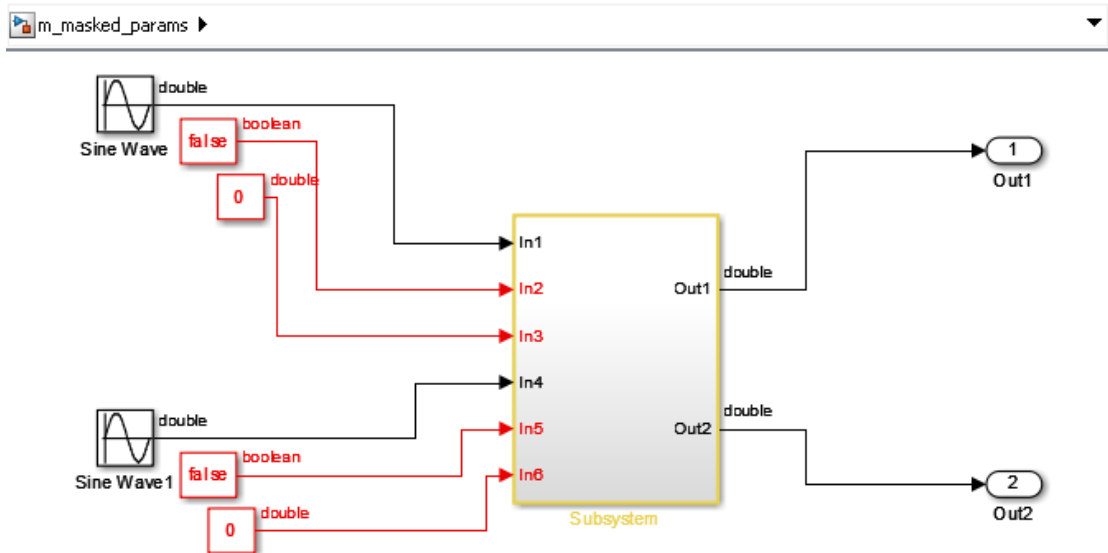 m_masked_params
double
Sine Wave
false
boolean
0
double
In1
In2
In3
In4
In5
In6
Out1
Out2
Subsystem
double
double
1
Out1
2
Out2
double
Sine Wave1
false
boolean
0
double